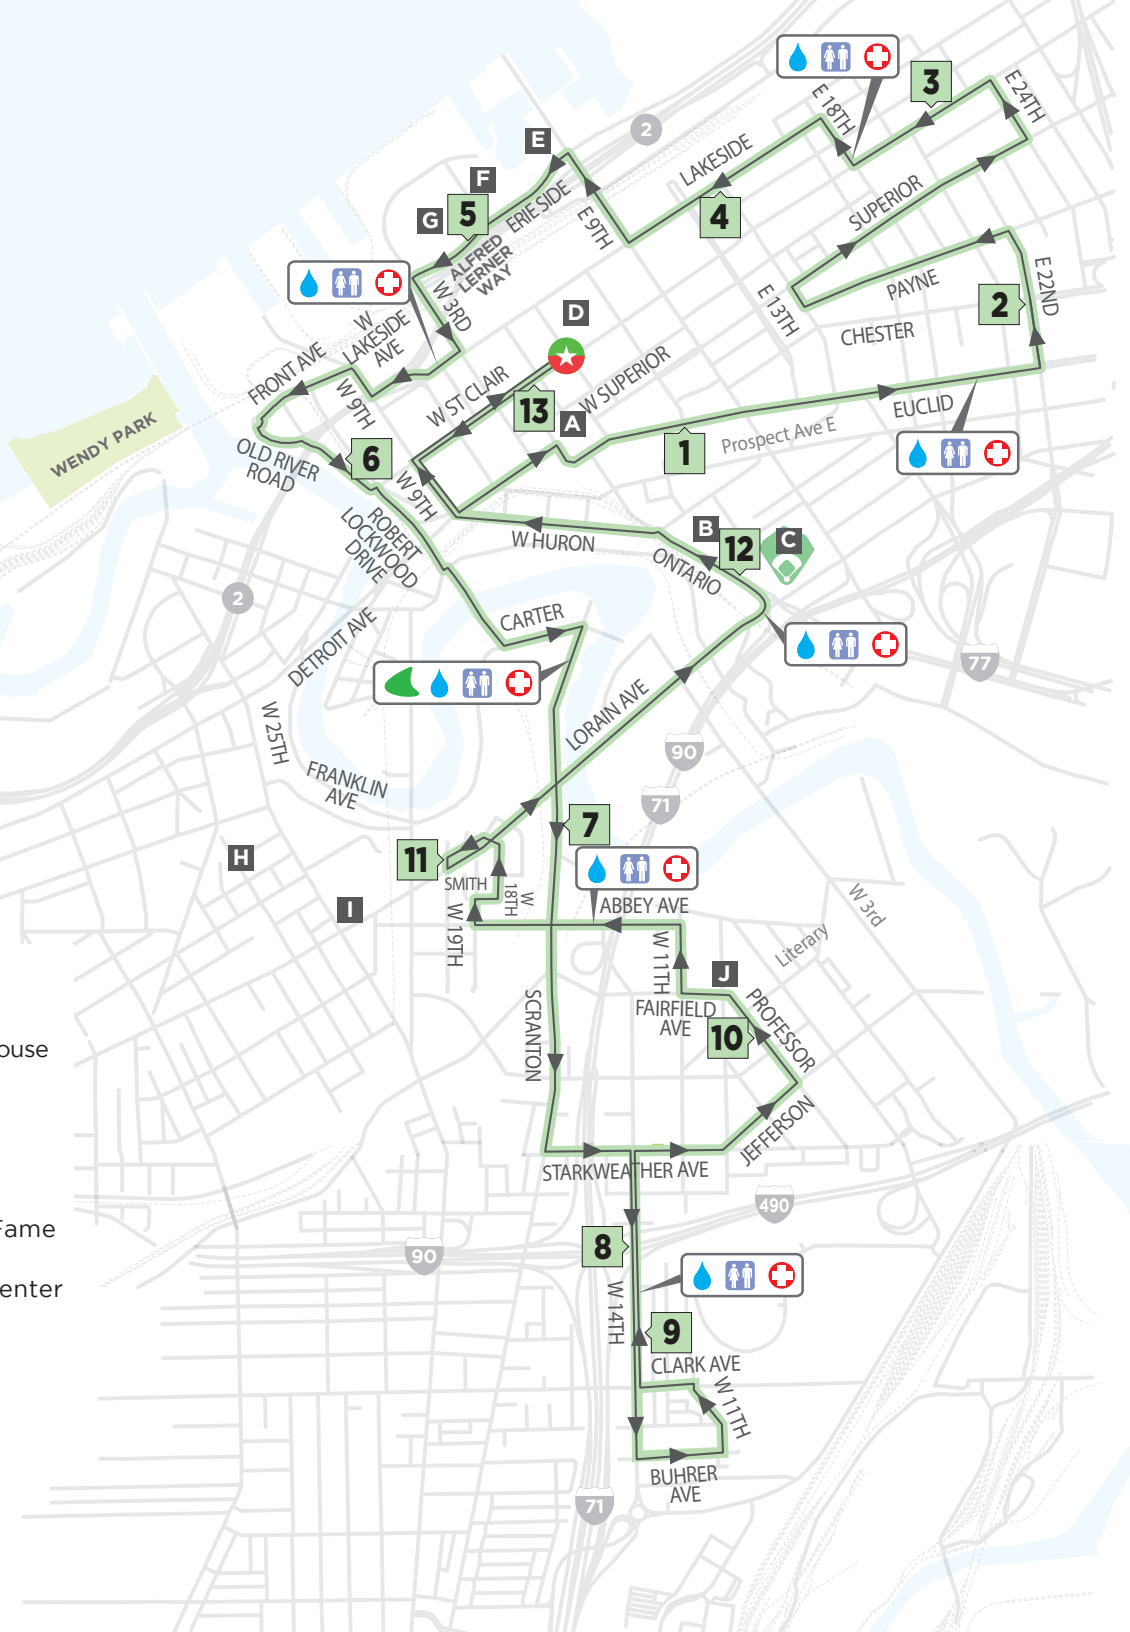 3
E 24TH
E 18TH
2
E
LAKESIDE
F
SUPERIOR
5
G
ERIESIDE
4
E 9TH
ALFRED
LERNER
WAY
E 22ND
PAYNE
2
E 13TH
W 3RD
D
W
LAKESIDE
AVE
CHESTER
FRONT AVE
W SUPERIOR
W ST CLAIR
W 9TH
13
A
EUCLID
WENDY PARK
Prospect Ave E
1
OLD RIVER
ROAD
6
W 9TH
ROBERT
LOCKWOOD
DRIVE
W HURON
B
12
C
ONTARIO
2
CARTER
DETROIT AVE
77
LORAIN AVE
W 25TH
90
FRANKLIN
AVE
71
7
H
11
SMITH
W
18TH
ABBEY AVE
I
W 19TH
W 3rd
W 11TH
Literary
J
SCRANTON
FAIRFIELD
AVE
PROFESSOR
10
ouse
JEFFERSON
STARKWEATHER AVE
490
Fame
8
90
enter
W 14TH
9
CLARK AVE
W 11TH
BUHRER
AVE
71